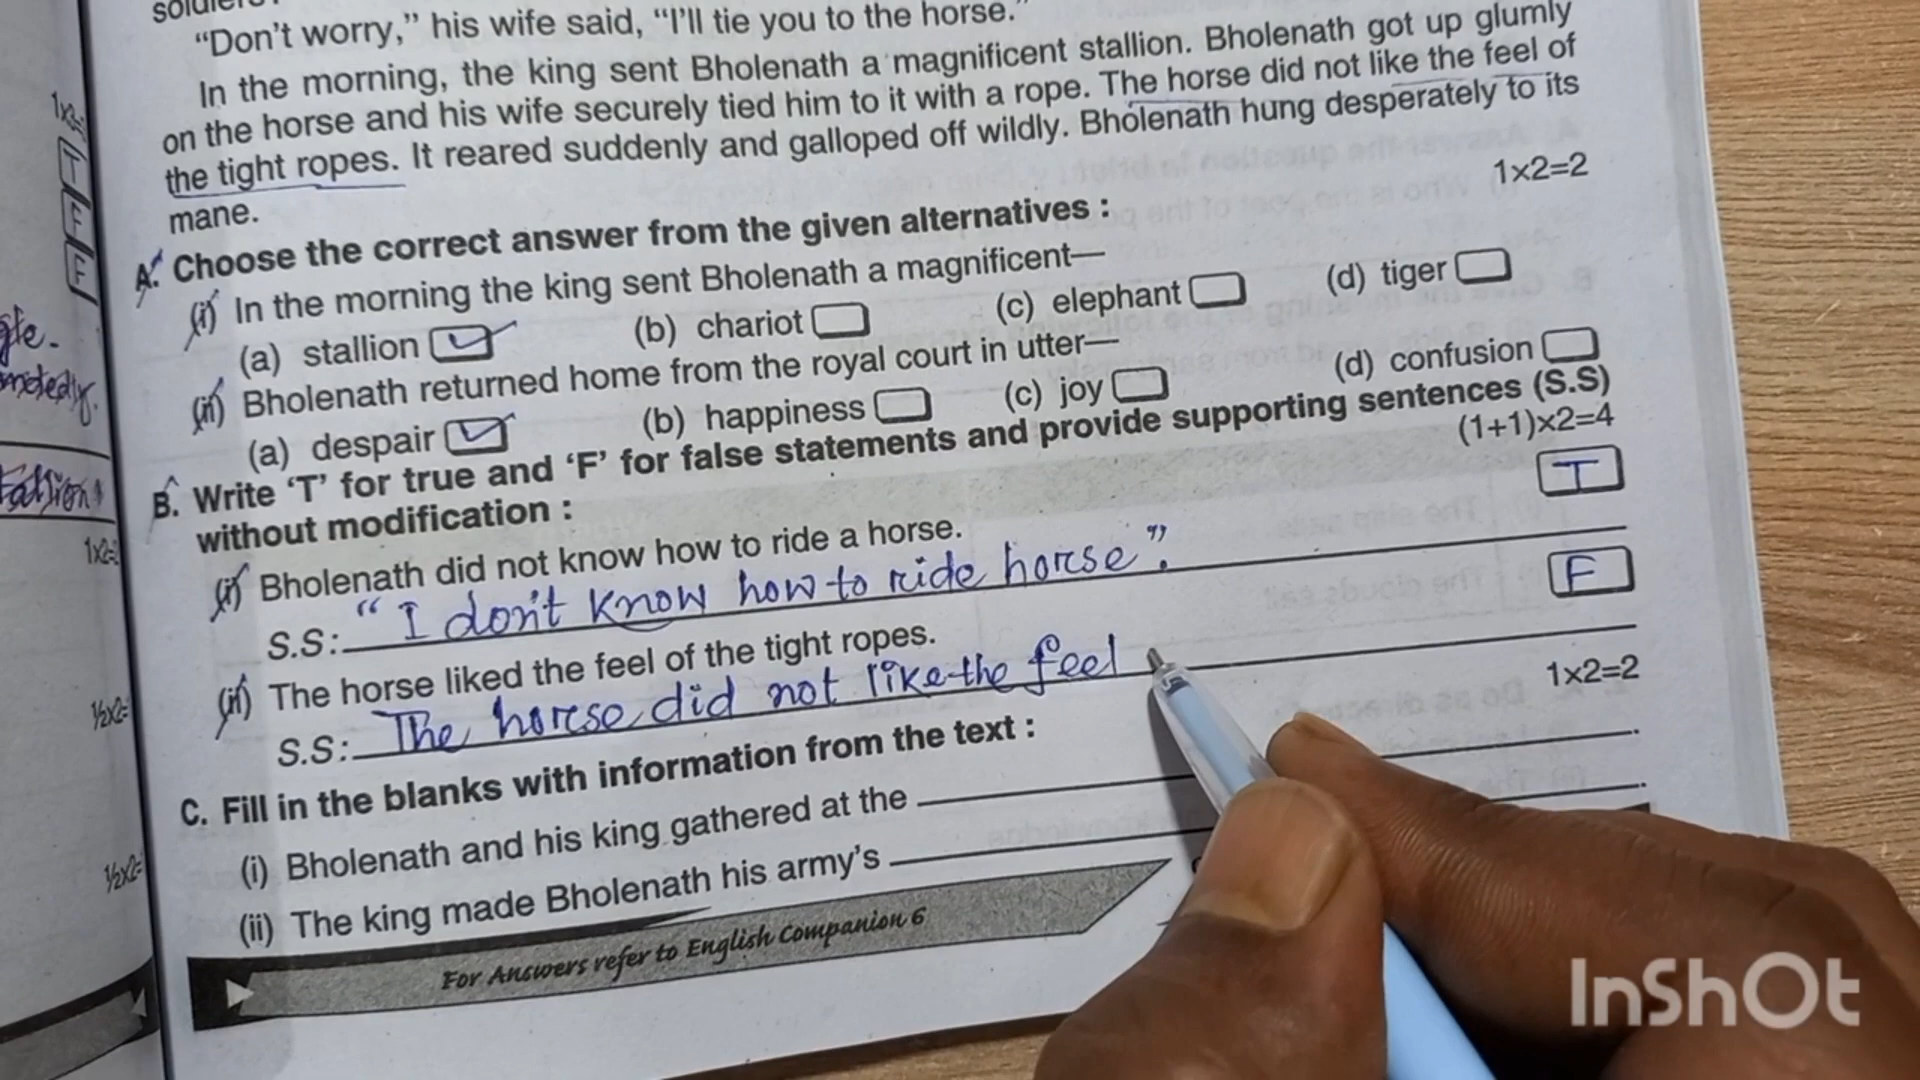 "Don't worry," his wife said, "I'll tie you to the horse."
In the morning, the king sent Bholenath a magnificent stallion. Bholenath got up glumly
on the horse and his wife securely tied him to it with a rope. The horse did not like the feel of
the tight ropes. It reared suddenly and galloped off wildly. Bholenath hung desperately to its
mane.
A. Choose the correct answer from the given alternatives : 1×2=2
(i) In the morning the king sent Bholenath a magnificent—
(a) stallion (b) chariot (c) elephant (d) tiger
(ii) Bholenath returned home from the royal court in utter—
(a) despair (b) happiness (c) joy (d) confusion
B. Write 'T' for true and 'F' for false statements and provide supporting sentences (S.S)
without modification : (1+1)×2=4
(i) Bholenath did not know how to ride a horse. T
S.S: "I don't know how to ride horse".
(ii) The horse liked the feel of the tight ropes. F
S.S: The horse did not like the feel
C. Fill in the blanks with information from the text : 1×2=2
(i) Bholenath and his king gathered at the
(ii) The king made Bholenath his army's
For Answers refer to English Companion 6
InShOt